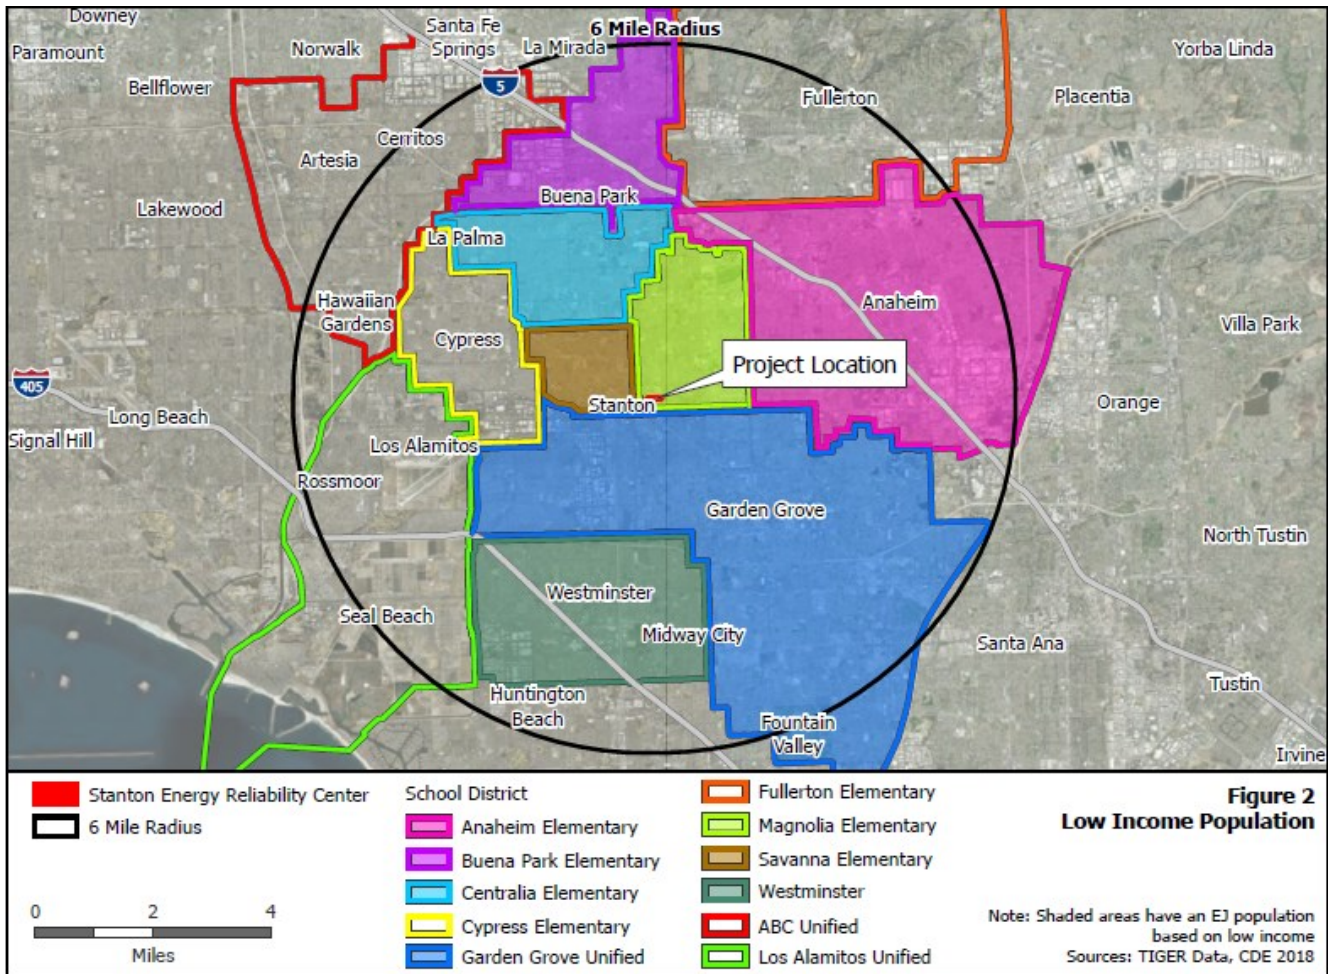 Downey
Santa Fe
Springs
6 Mile Radius
Paramount
Norwalk
La Mirada
Yorba Linda
Bellflower
5
Fullerton
Placentia
Cerritos
Artesia
Lakewood
Buena Park
La Palma
Hawaiian
Gardens
Anaheim
Cypress
Villa Park
Project Location
405
Long Beach
Stanton
Orange
Signal Hill
Los Alamitos
Rossmoor
Garden Grove
North Tustin
Westminster
Seal Beach
Midway City
Santa Ana
Huntington
Beach
Tustin
Fountain
Valley
Irvine
Stanton Energy Reliability Center
6 Mile Radius
0 2 4
Miles
School District
Anaheim Elementary
Buena Park Elementary
Centralia Elementary
Cypress Elementary
Garden Grove Unified
Fullerton Elementary
Magnolia Elementary
Savanna Elementary
Westminster
ABC Unified
Los Alamitos Unified
Figure 2
Low Income Population
Note: Shaded areas have an EJ population
based on low income
Sources: TIGER Data, CDE 2018